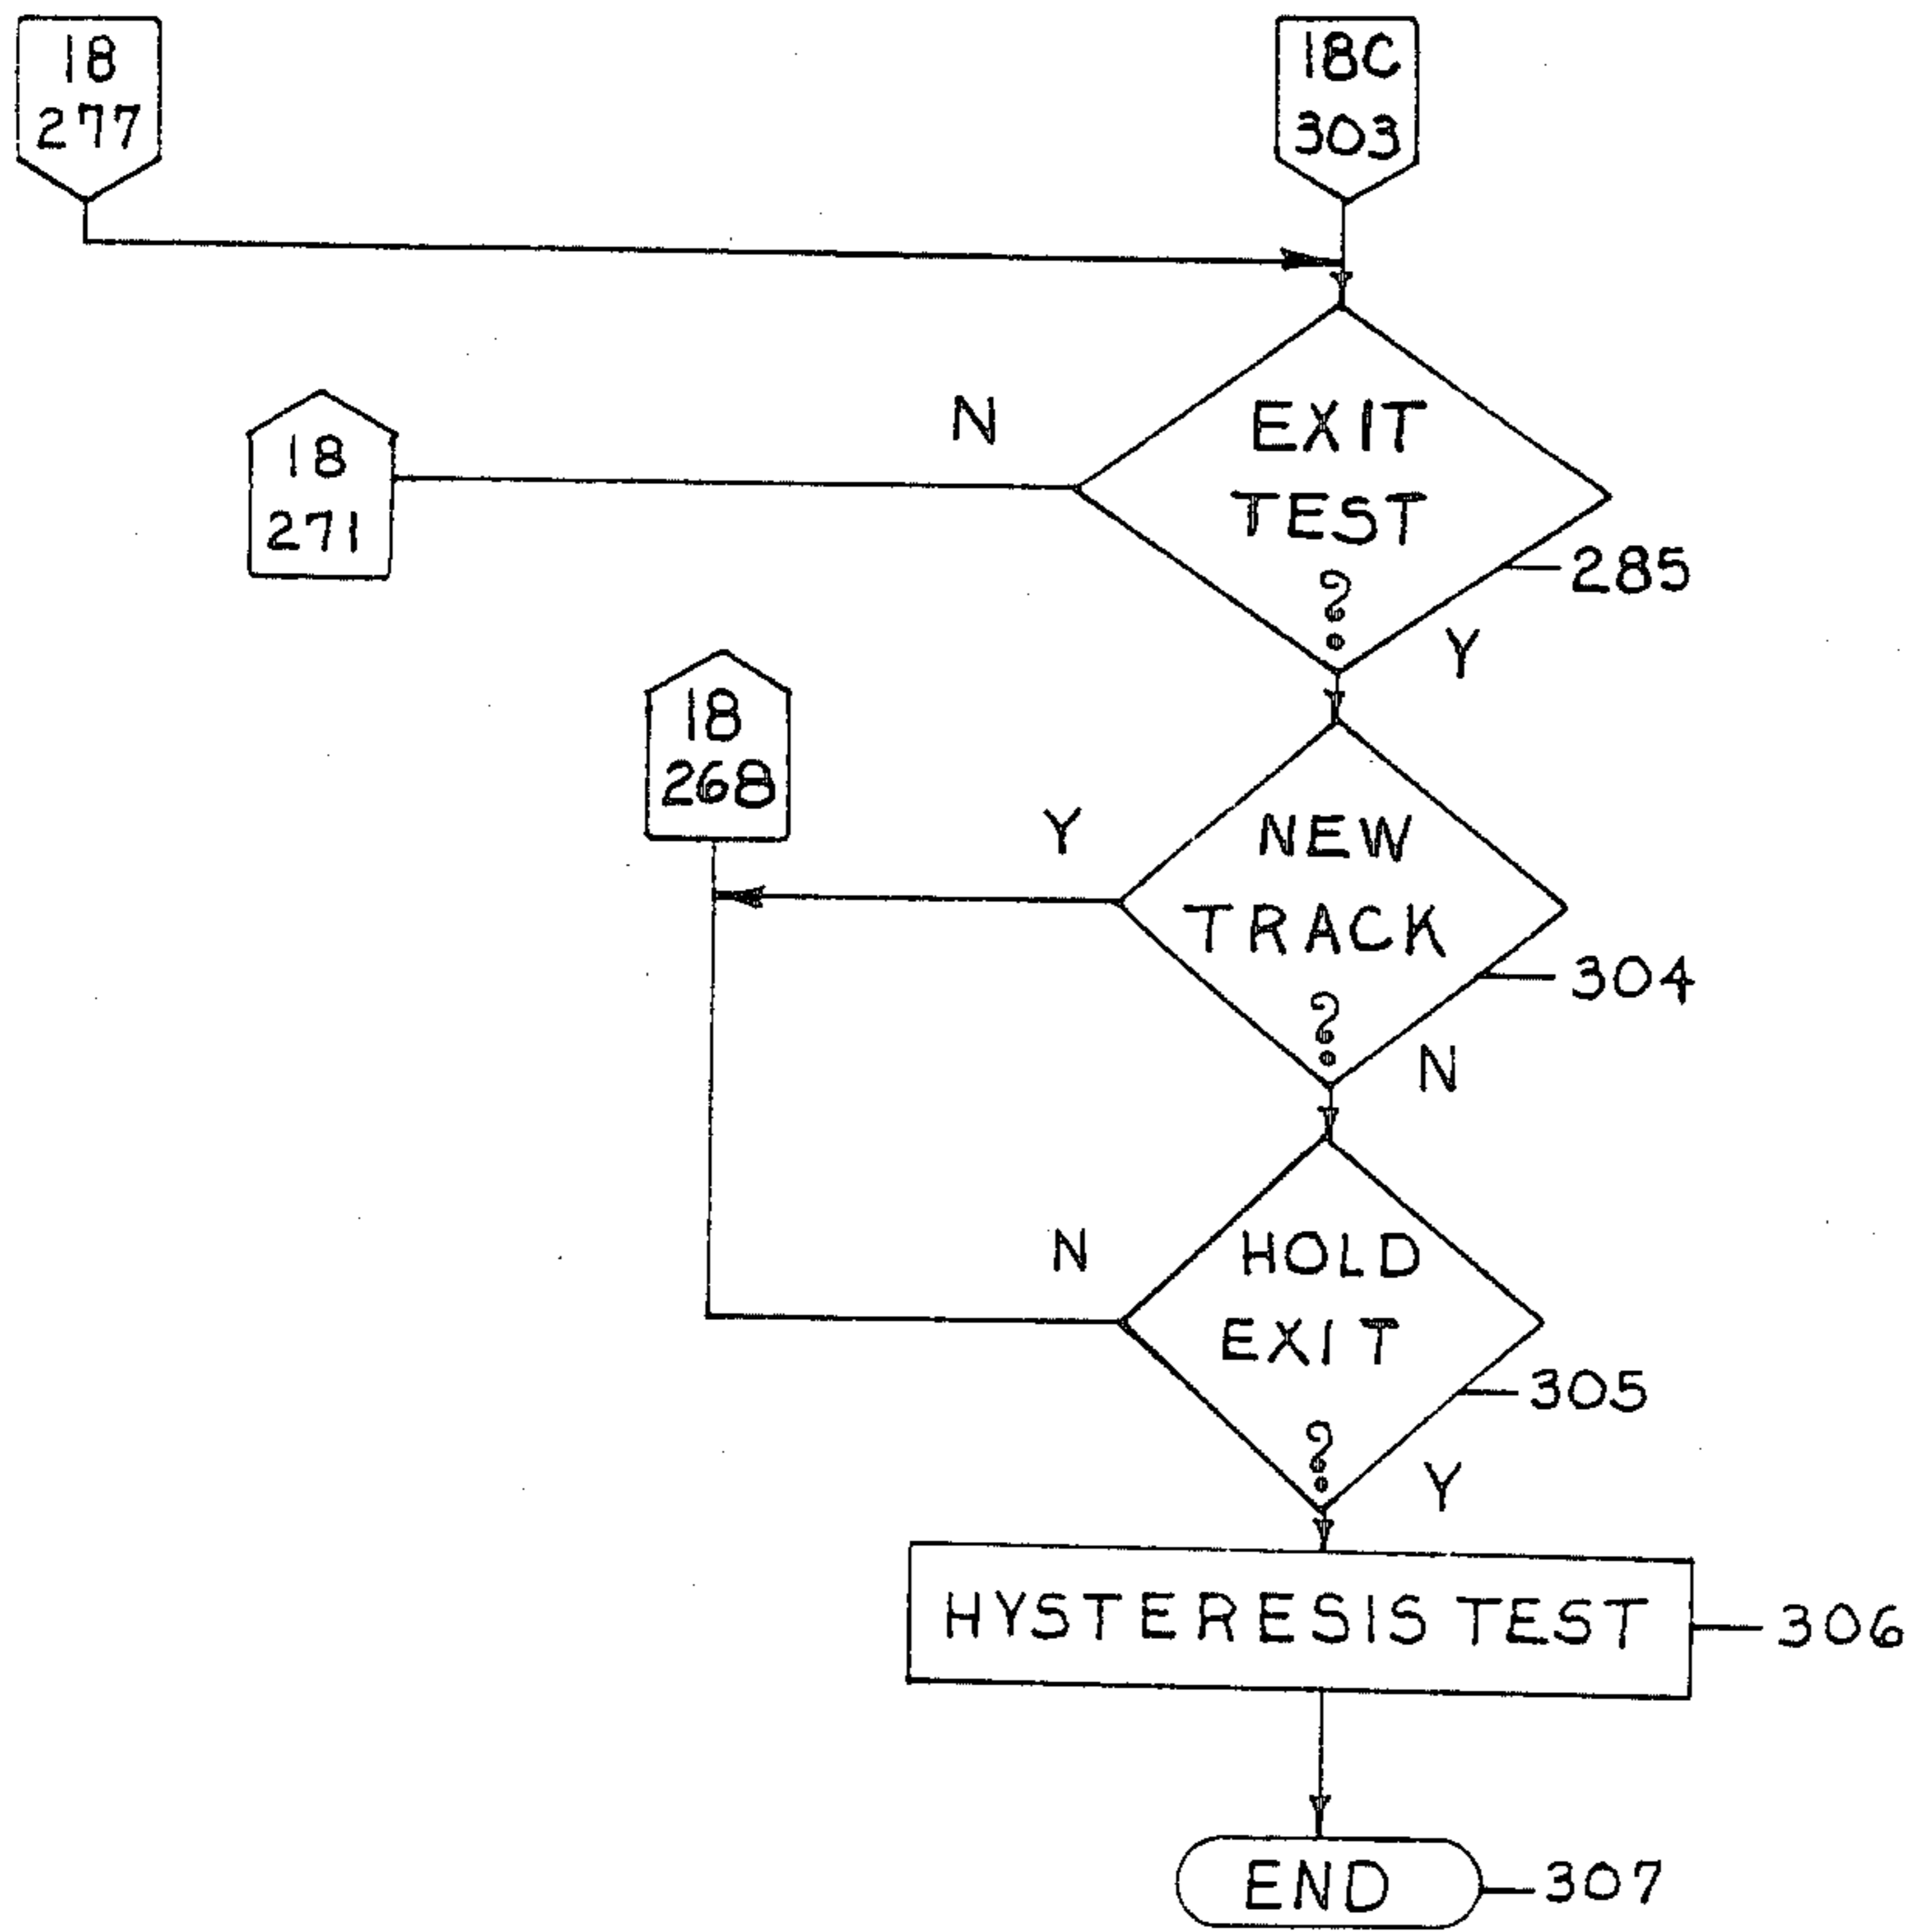 18
277
18C
303
N
EXIT
TEST
?
285
Y
18
271
18
268
Y
NEW
TRACK
?
304
N
N
HOLD
EXIT
?
305
Y
HYSTERESIS TEST
306
END
307